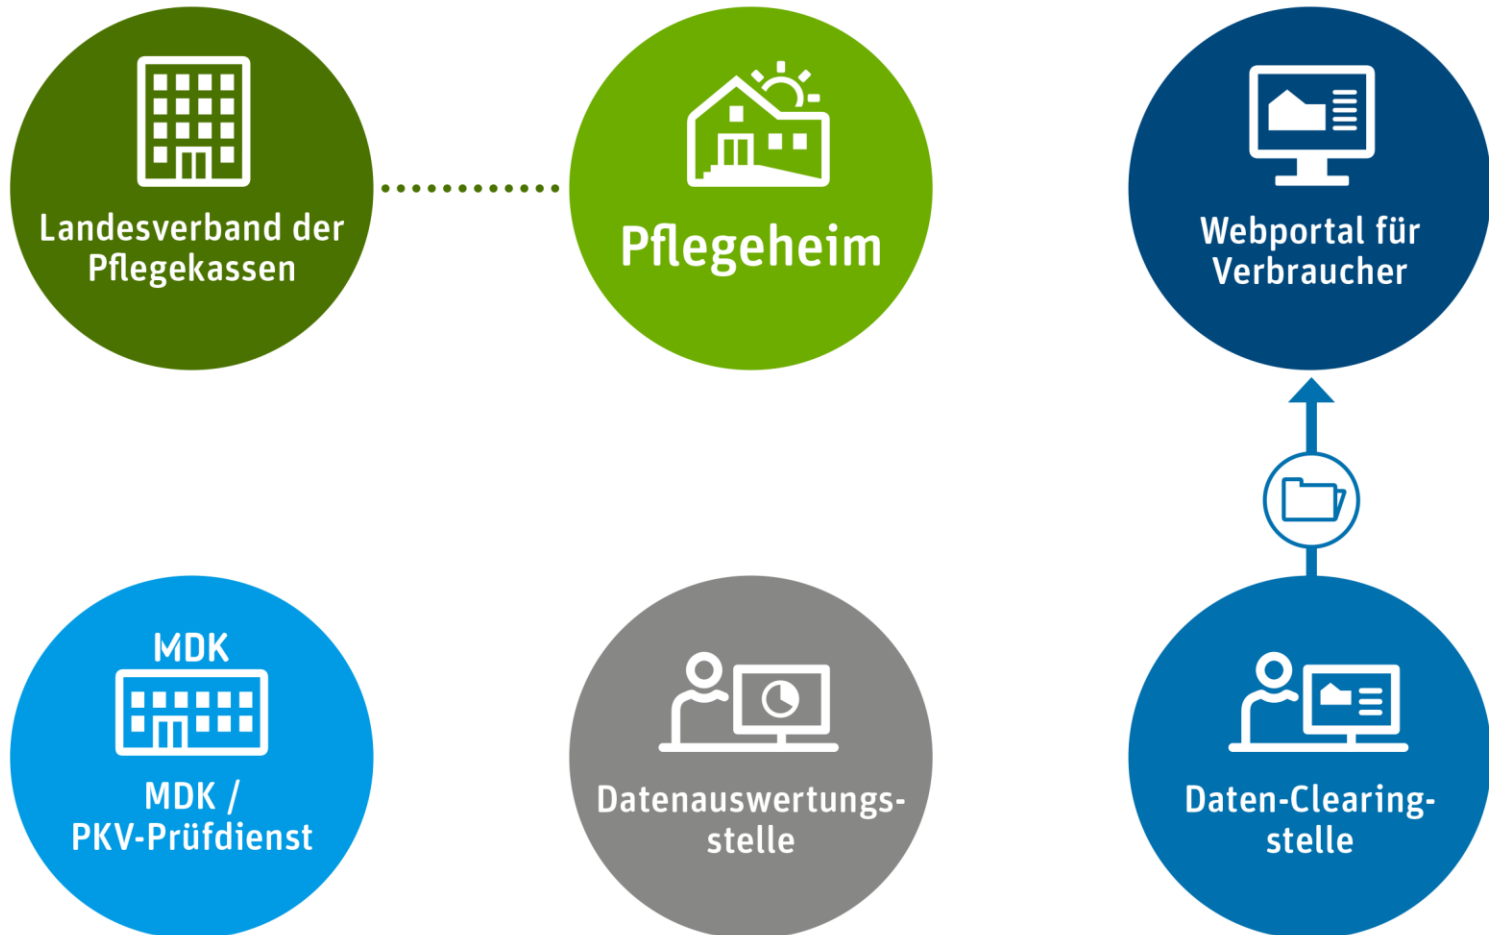 Landesverband der
Pflegekassen
Pflegeheim
Webportal für
Verbraucher
MDK
MDK /
PKV-Prüfdienst
Datenauswertungs-
stelle
Daten-Clearing-
stelle